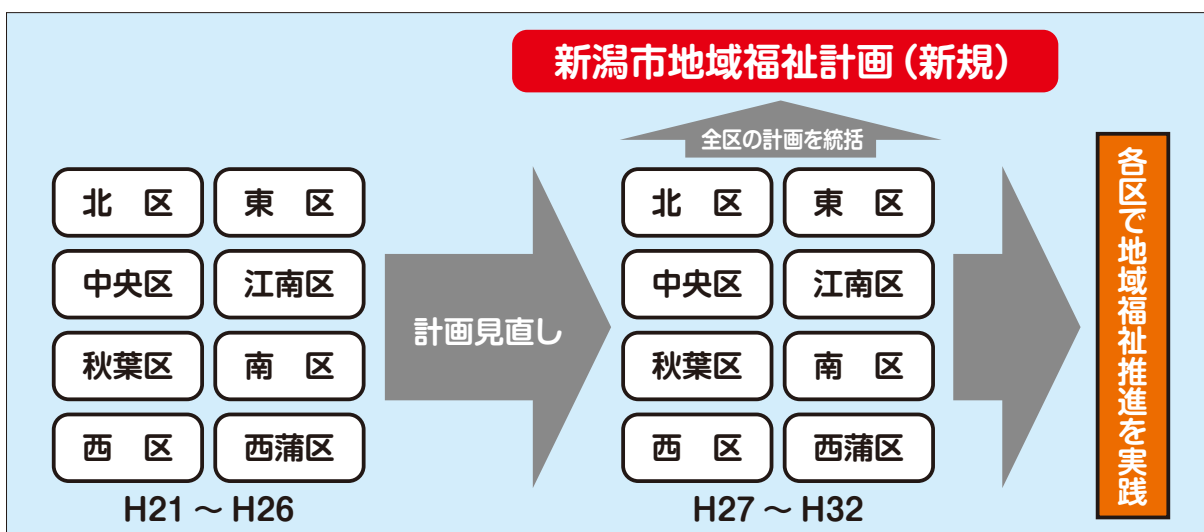 新潟市地域福祉計画（新規）
全区の計画を統括
北　区
東　区
中央区
江南区
秋葉区
南　区
西　区
西蒲区
H21～H26
計画見直し
北　区
東　区
中央区
江南区
秋葉区
南　区
西　区
西蒲区
H27～H32
各区で地域福祉推進を実践